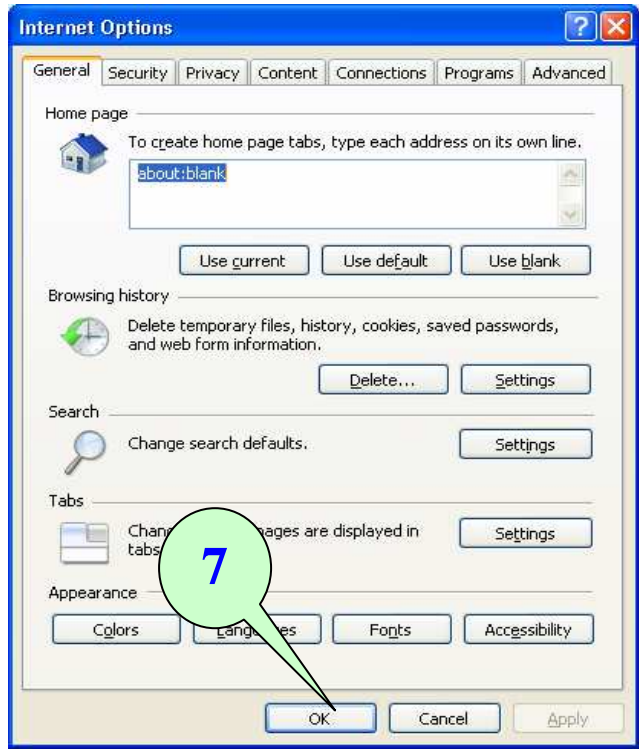 Internet Options
General Security Privacy Content Connections Programs Advanced
Home page
To create home page tabs, type each address on its own line.
about:blank
Use current Use default Use blank
Browsing history
Delete temporary files, history, cookies, saved passwords,
and web form information.
Delete... Settings
Search
Change search defaults.
Settings
Tabs
pages are displayed in
tabs
Settings
7
Appearance
Colors Fonts Accessibility
OK Cancel Apply